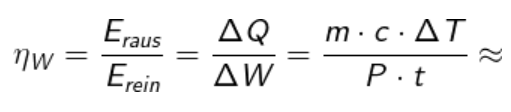 η_W = E_raus / E_rein = ΔQ / ΔW = m · c · ΔT / P · t ≈